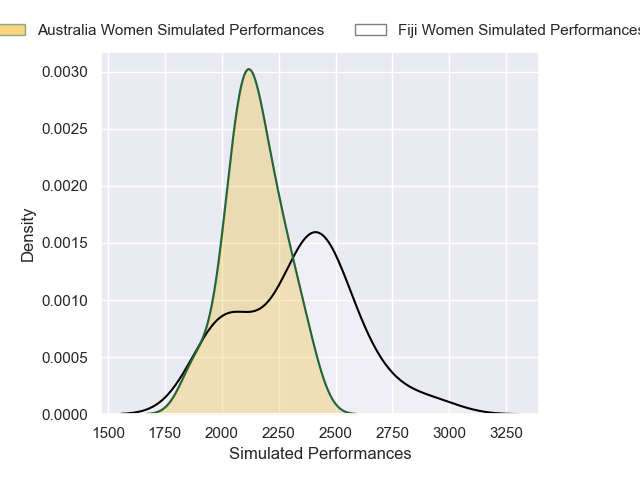 Australia Women Simulated Performances Fiji Women Simulated Performances
0.0030
0.0025
0.0020
0.0015
0.0010
0.0005
0.0000
Density
1500 1750 2000 2250 2500 2750 3000 3250
Simulated Performances